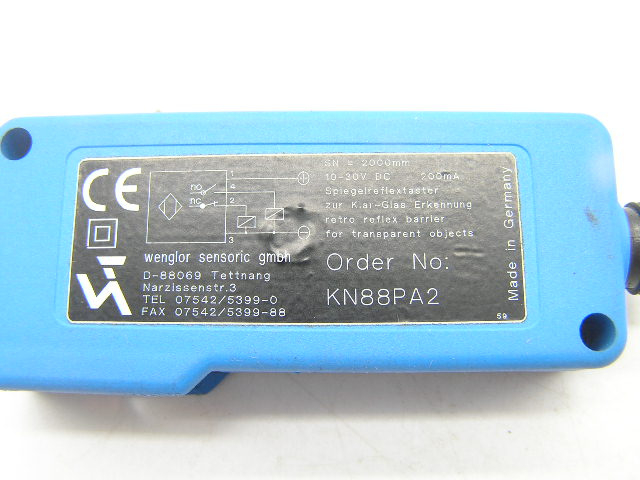 CE
no
nc
1
4
2
3
wenglor sensoric gmbh
D-88069 Tettnang
Narzissenstr.3
TEL 07542/5399-0
FAX 07542/5399-88
SN = 2000mm
10-30V DC 200mA
Spiegelreflextaster
zur K.ar-Glas Erkennung
retro reflex barrier
for transparent objects
Order No:
KN88PA2
Made in Germany
59